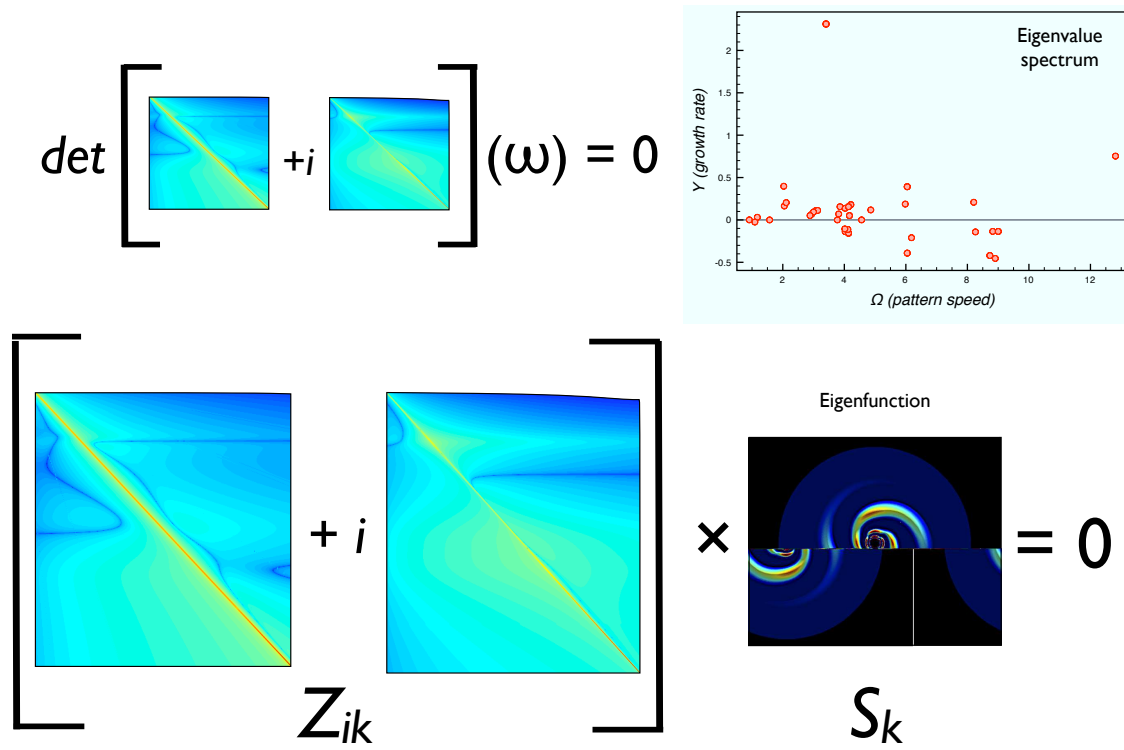 det [ +i ] (ω) = 0
Eigenvalue
spectrum
Y (growth rate)
2
1.5
1
0.5
0
-0.5
2 4 6 8 10 12
Ω (pattern speed)
Eigenfunction
[ + i ] × = 0
Z_ik S_k